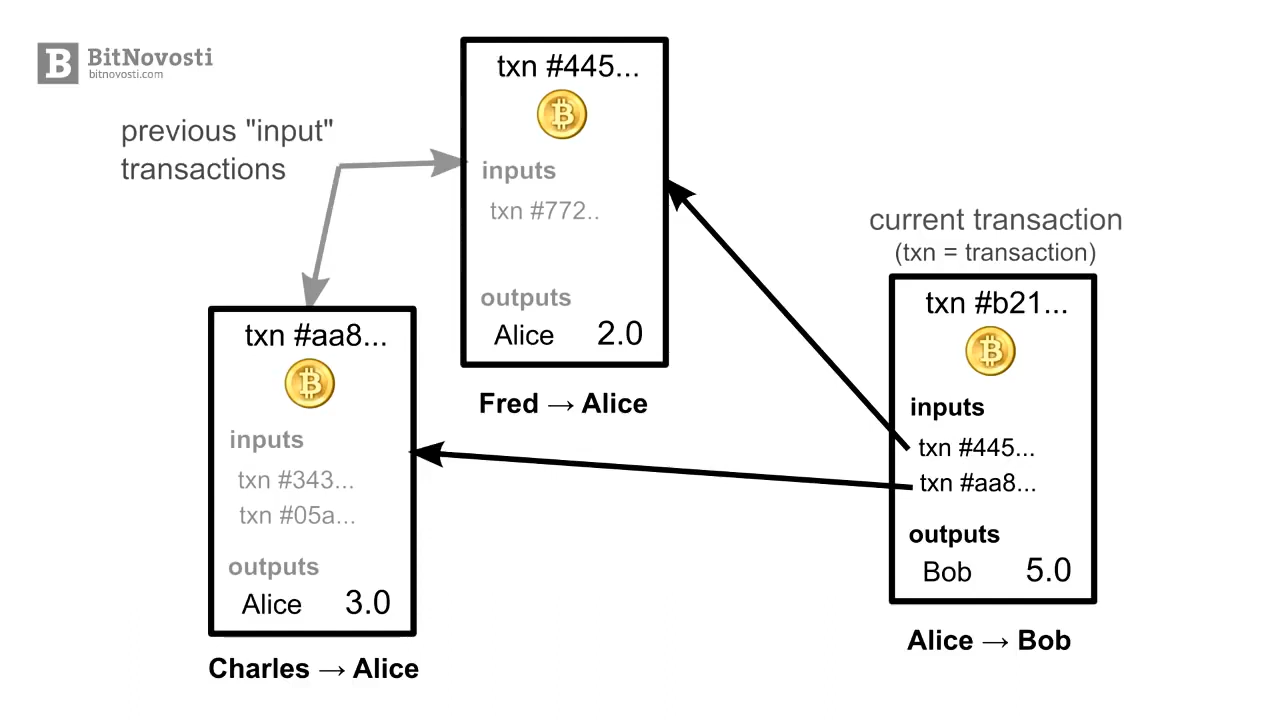 BitNovosti
bitnovosti.com
previous "input"
transactions
txn #445...
inputs
txn #772..
outputs
Alice 2.0
Fred → Alice
txn #aa8...
inputs
txn #343...
txn #05a...
outputs
Alice 3.0
Charles → Alice
current transaction
(txn = transaction)
txn #b21...
inputs
txn #445...
txn #aa8...
outputs
Bob 5.0
Alice → Bob